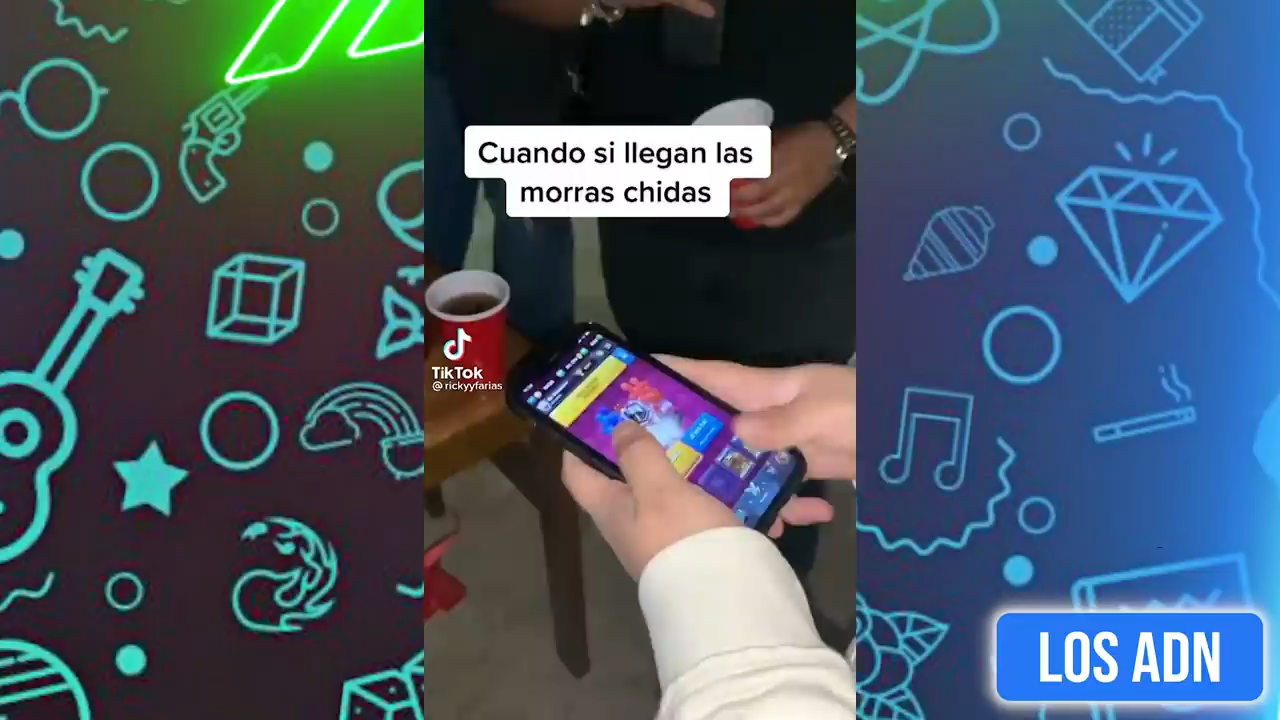 Cuando si llegan las
morras chidas
TikTok
@rickyyfarias
LOS ADN